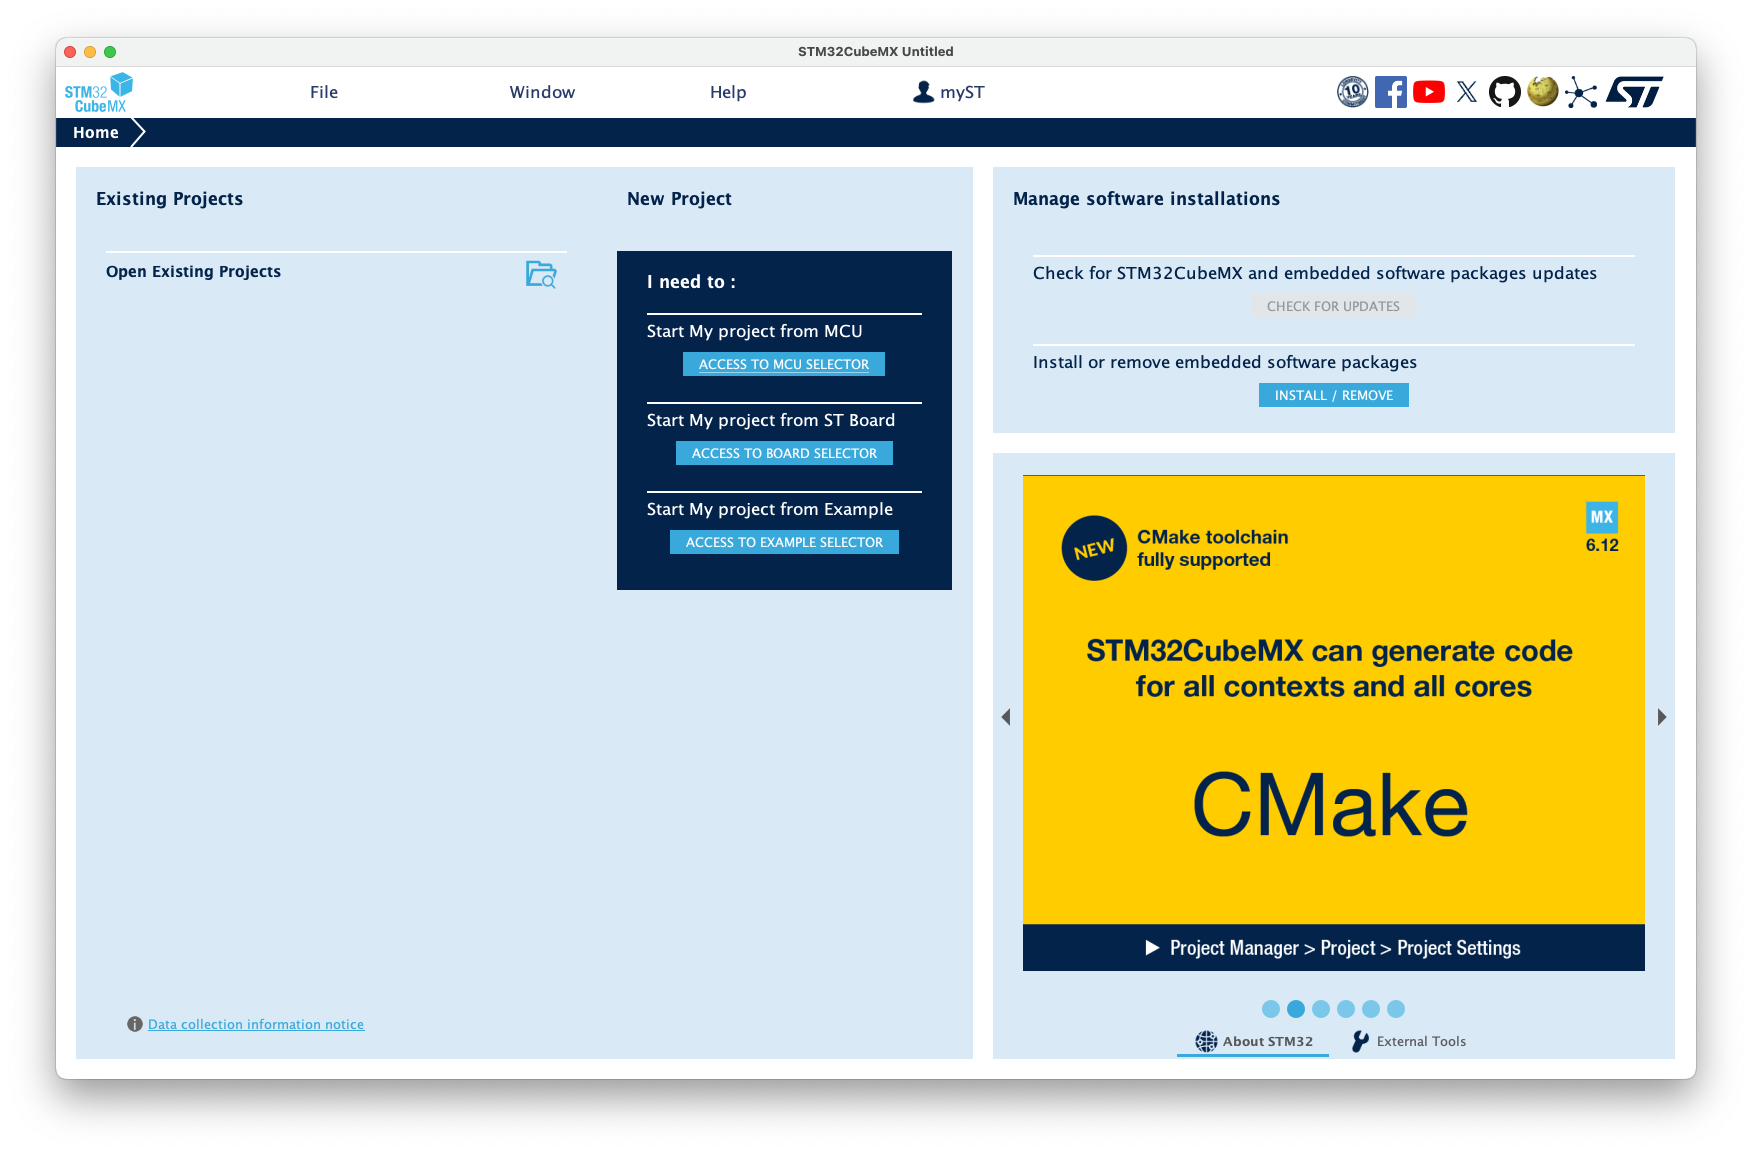 STM32CubeMX Untitled
STM32
CubeMX
File
Window
Help
myST
10
Home
Existing Projects
Open Existing Projects
Data collection information notice
New Project
I need to :
Start My project from MCU
ACCESS TO MCU SELECTOR
Start My project from ST Board
ACCESS TO BOARD SELECTOR
Start My project from Example
ACCESS TO EXAMPLE SELECTOR
Manage software installations
Check for STM32CubeMX and embedded software packages updates
CHECK FOR UPDATES
Install or remove embedded software packages
INSTALL / REMOVE
NEW
CMake toolchain
fully supported
MX
6.12
STM32CubeMX can generate code
for all contexts and all cores
CMake
Project Manager > Project > Project Settings
About STM32
External Tools